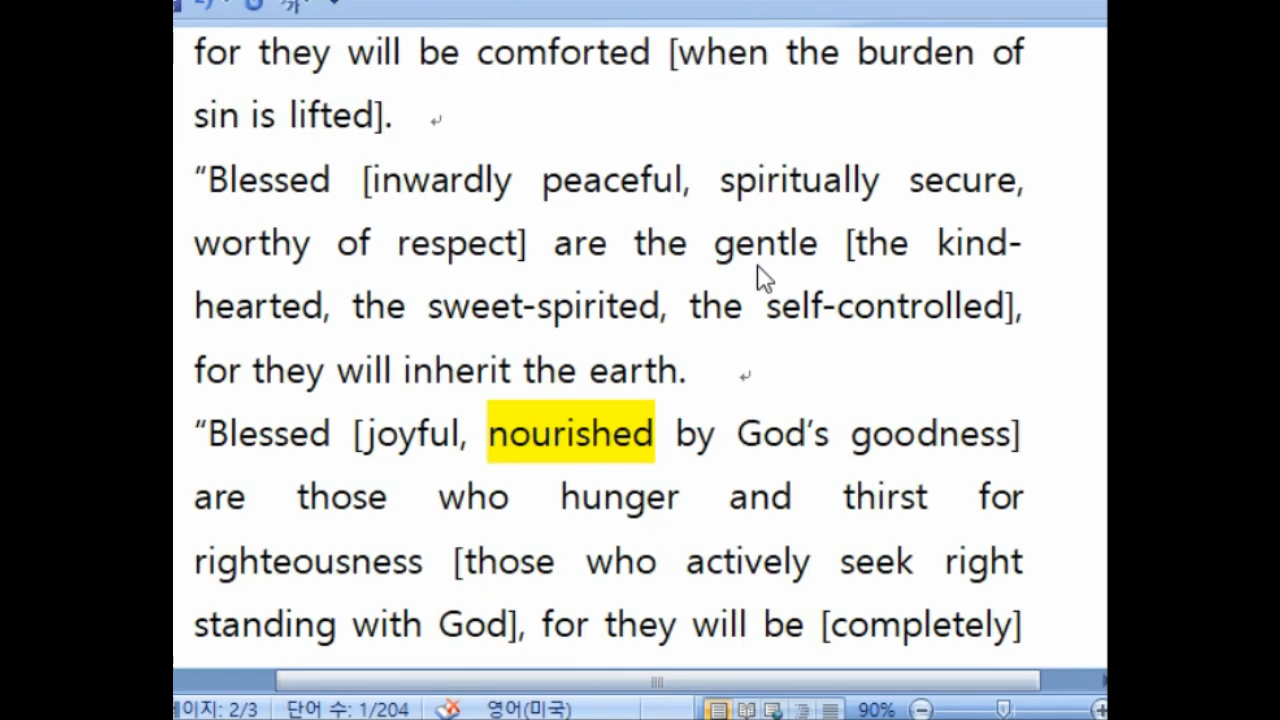 for they will be comforted [when the burden of
sin is lifted].
“Blessed [inwardly peaceful, spiritually secure,
worthy of respect] are the gentle [the kind-
hearted, the sweet-spirited, the self-controlled],
for they will inherit the earth.
“Blessed [joyful, nourished by God’s goodness]
are those who hunger and thirst for
righteousness [those who actively seek right
standing with God], for they will be [completely]
이지: 2/3 단어 수: 1/204 영어(미국) 90%